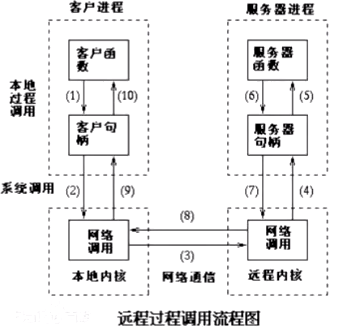 客户进程
服务器进程
客户函
数
服务器
函数
本地
过程
调用
(1)
(10)
(6)
(5)
客户句
柄
服务器
句柄
系统调用
(2)
(9)
(7)
(4)
(8)
网络
调用
网络
调用
(3)
本地内核
网络通信
远程内核
远程过程调用流程图